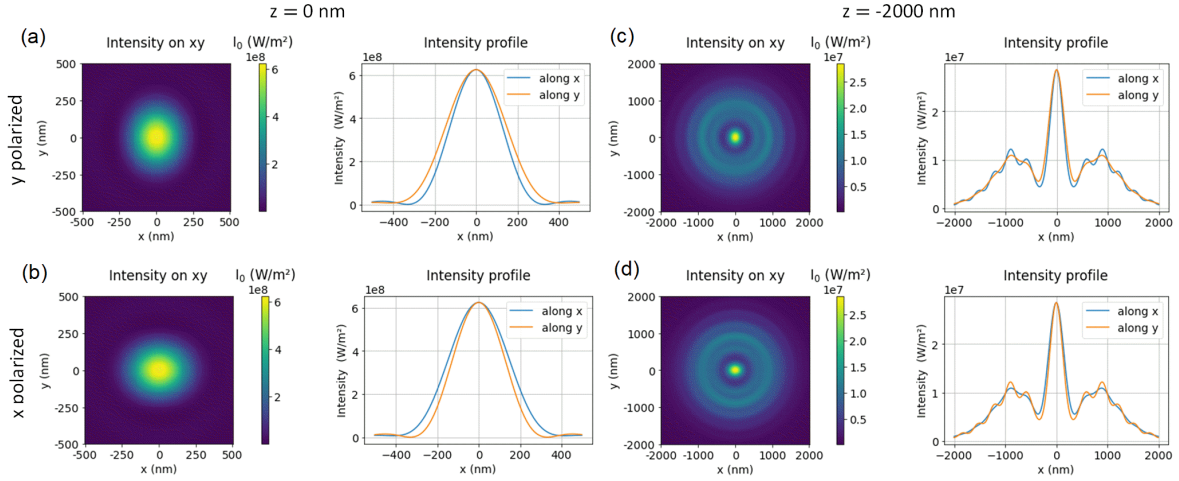 z = 0 nm
z = -2000 nm
y polarized
(a)
Intensity on xy
I₀ (W/m²)
1e8
6
4
2
500
250
0
-250
-500
y (nm)
-500
-250
0
250
500
x (nm)
Intensity profile
1e8
along x
along y
6
4
2
0
Intensity (W/m²)
−400
−200
0
200
400
x (nm)
(c)
Intensity on xy
I₀ (W/m²)
1e7
2.5
2.0
1.5
1.0
0.5
2000
1000
0
-1000
-2000
y (nm)
-2000
-1000
0
1000
2000
x (nm)
Intensity profile
1e7
along x
along y
2
1
0
Intensity (W/m²)
−2000
−1000
0
1000
2000
x (nm)
x polarized
(b)
Intensity on xy
I₀ (W/m²)
1e8
6
4
2
500
250
0
-250
-500
y (nm)
-500
-250
0
250
500
x (nm)
Intensity profile
1e8
along x
along y
6
4
2
0
Intensity (W/m²)
−400
−200
0
200
400
x (nm)
(d)
Intensity on xy
I₀ (W/m²)
1e7
2.5
2.0
1.5
1.0
0.5
2000
1000
0
-1000
-2000
y (nm)
-2000
-1000
0
1000
2000
x (nm)
Intensity profile
1e7
along x
along y
2
1
0
Intensity (W/m²)
−2000
−1000
0
1000
2000
x (nm)